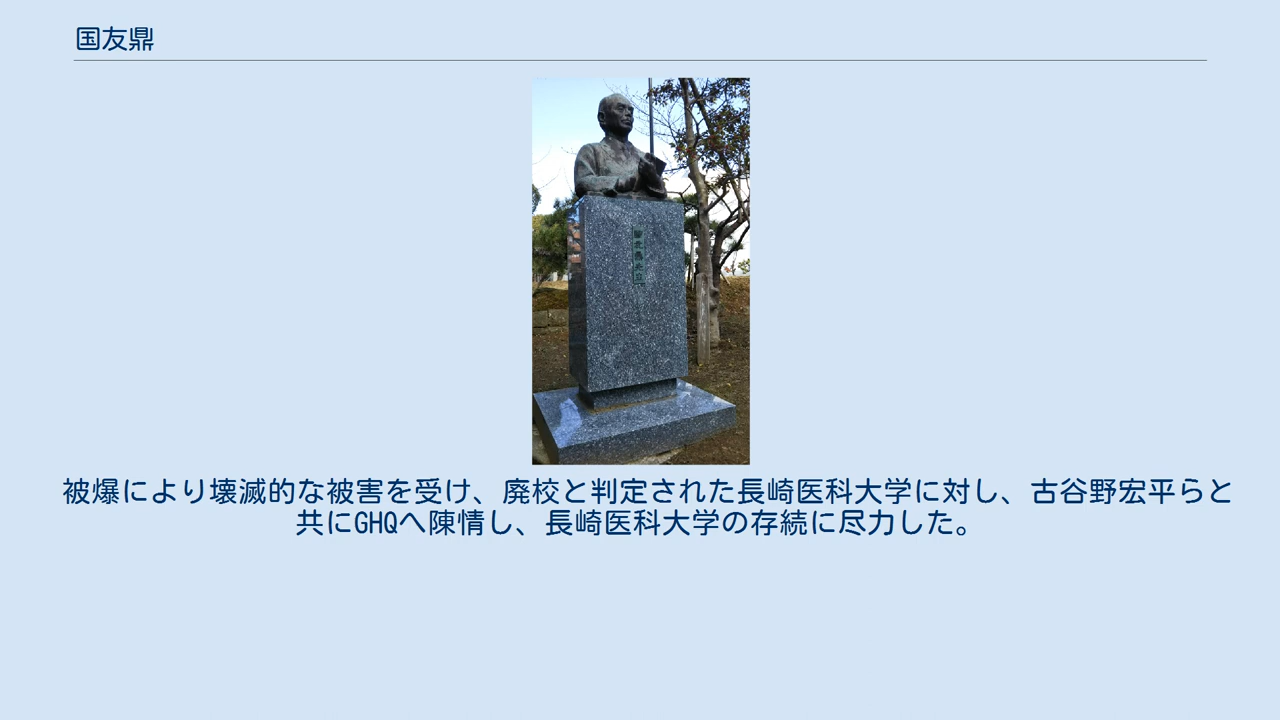 国友鼎
被爆により壊滅的な被害を受け、廃校と判定された長崎医科大学に対し、古谷野宏平らと
共にGHQへ陳情し、長崎医科大学の存続に尽力した。